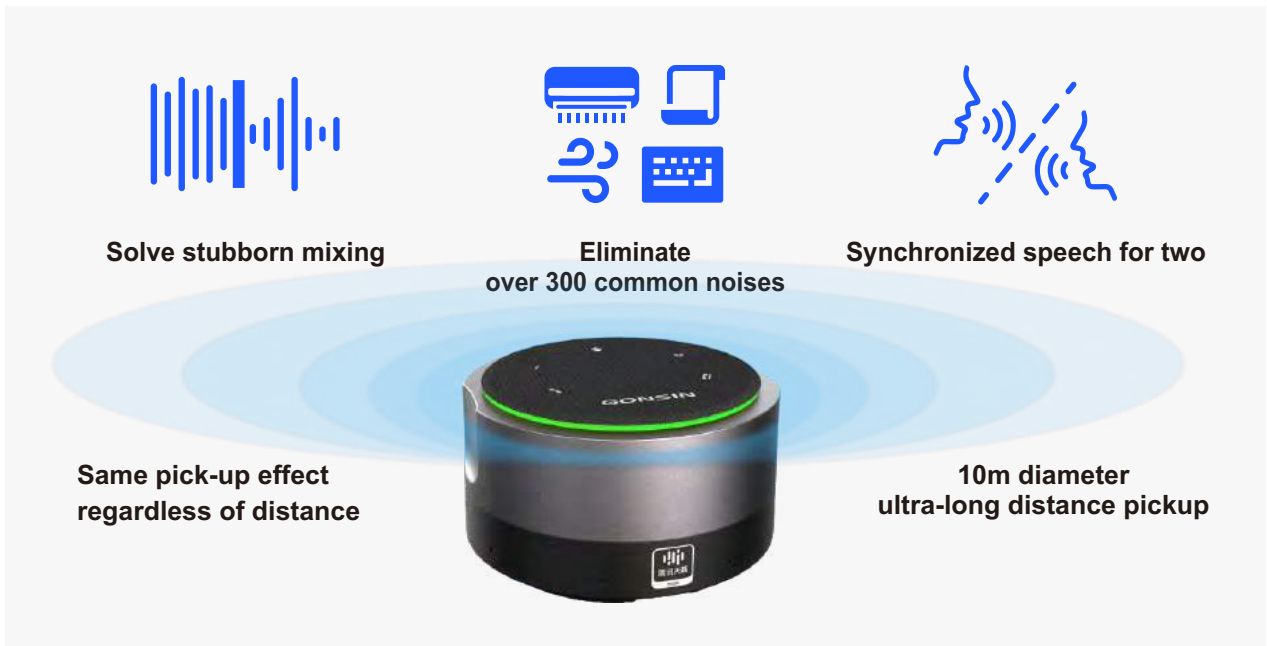 Solve stubborn mixing
Eliminate
over 300 common noises
Synchronized speech for two
GONSIN
Same pick-up effect
regardless of distance
10m diameter
ultra-long distance pickup